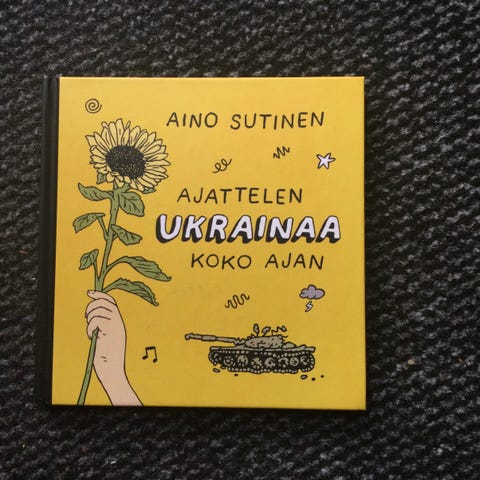 AINO SUTINEN
AJATTELEN
UKRAINAA
KOKO AJAN